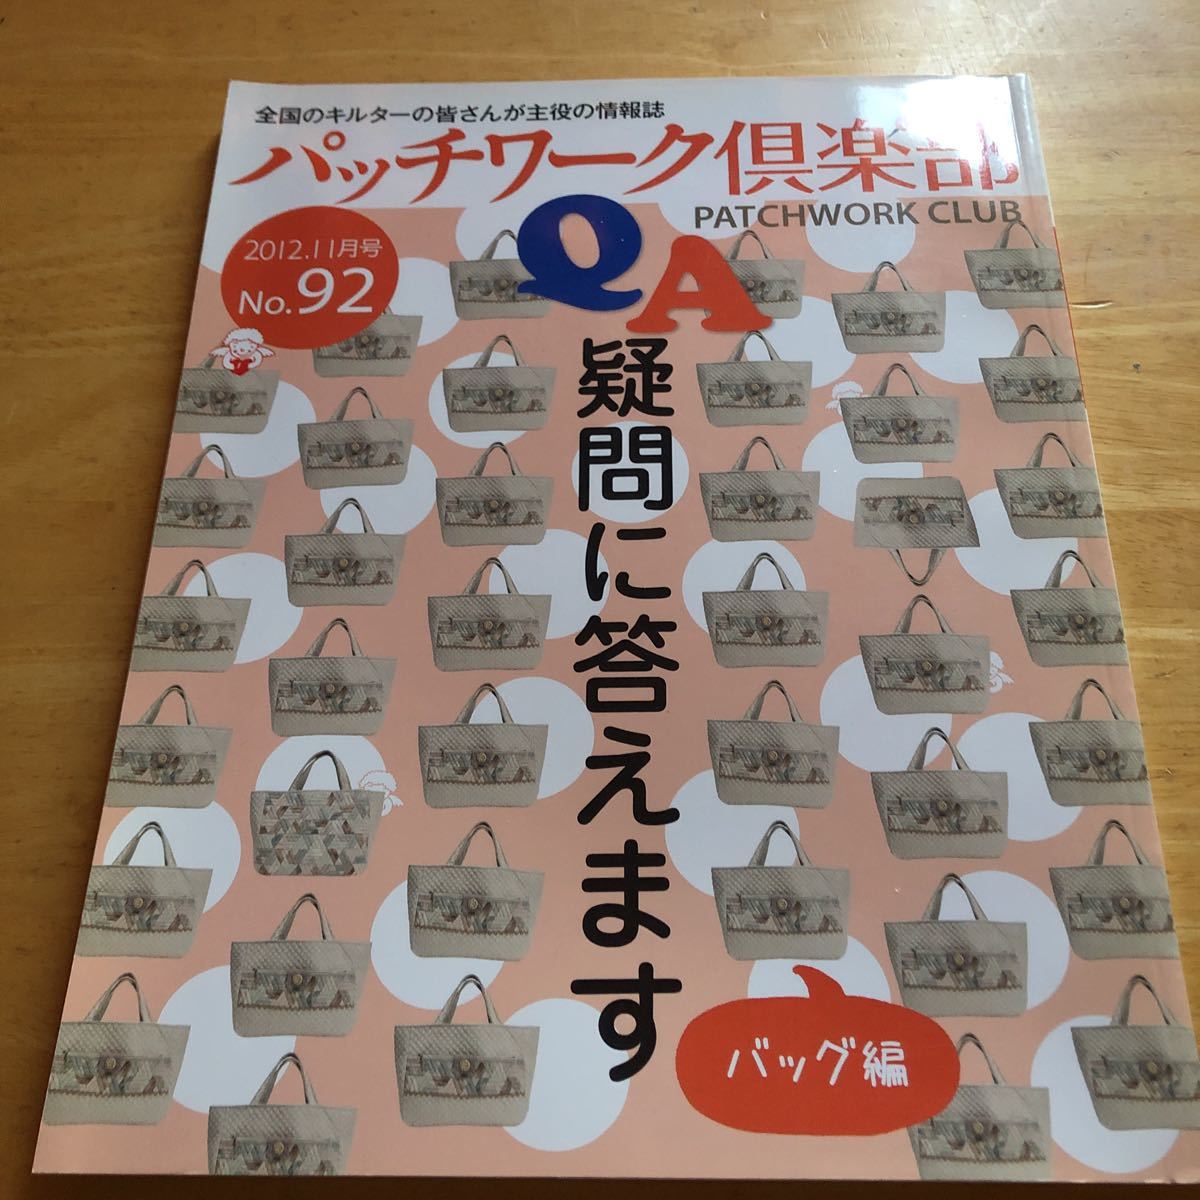 全国のキルターの皆さんが主役の情報誌
パッチワーク倶楽部
PATCHWORK CLUB
2012.11月号
No.92
QA
疑問に答えます
バッグ編